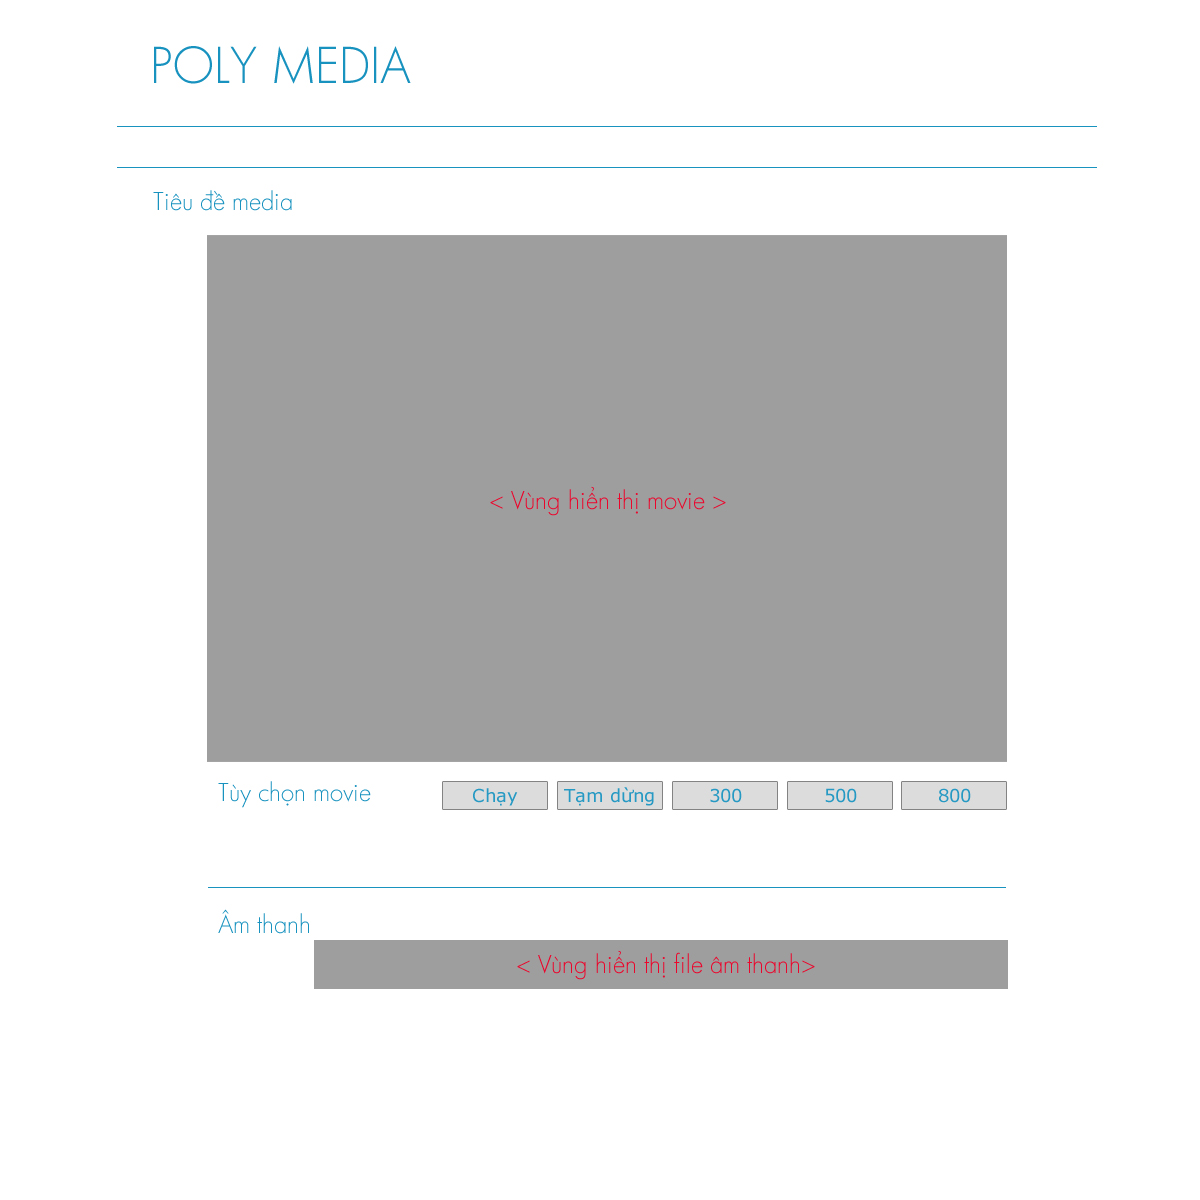 POLY MEDIA
Tiêu đề media
< Vùng hiển thị movie >
Tùy chọn movie
Chạy
Tạm dừng
300
500
800
Âm thanh
< Vùng hiển thị file âm thanh>